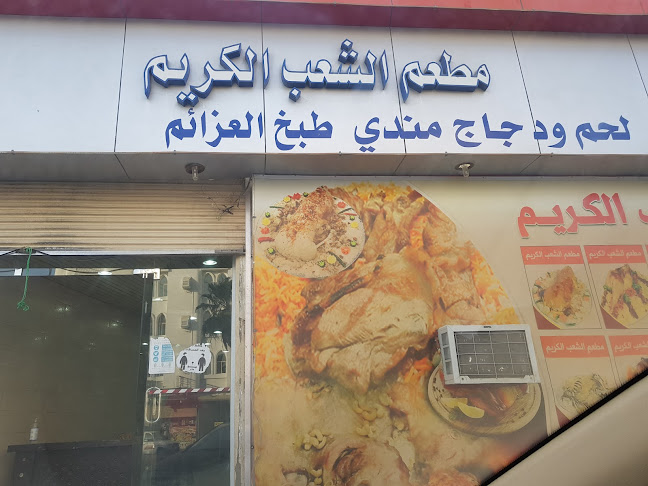 مطعم الشعب الكريم
لحم ودجاج مندي طبخ العزائم
ب الكريم
مطعم الشعب الكريم
مطعم الشعب الكريم
مطعم الشعب الكريم
مطعم الشعب الكريم